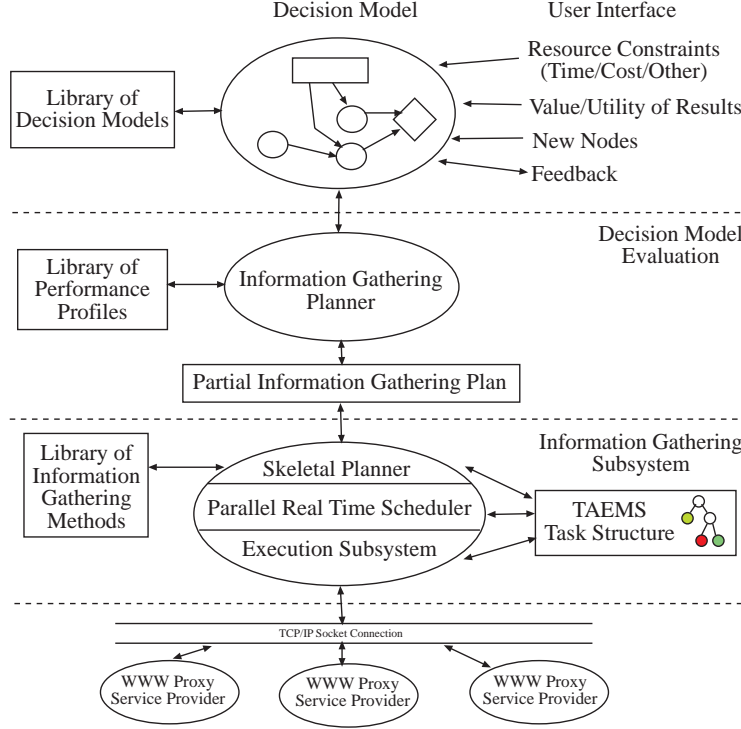 Decision Model
User Interface
Library of
Decision Models
Resource Constraints
(Time/Cost/Other)
Value/Utility of Results
New Nodes
Feedback
Decision Model
Evaluation
Library of
Performance
Profiles
Information Gathering
Planner
Partial Information Gathering Plan
Information Gathering
Subsystem
Library of
Information
Gathering
Methods
Skeletal Planner
Parallel Real Time Scheduler
Execution Subsystem
TAEMS
Task Structure
TCP/IP Socket Connection
WWW Proxy
Service Provider
WWW Proxy
Service Provider
WWW Proxy
Service Provider